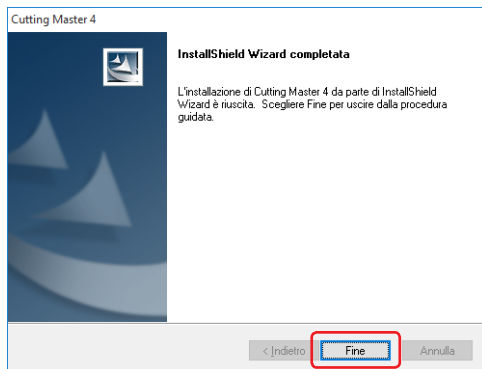 Cutting Master 4
InstallShield Wizard completata
L'installazione di Cutting Master 4 da parte di InstallShield
Wizard è riuscita. Scegliere Fine per uscire dalla procedura
guidata.
< Indietro Fine Annulla